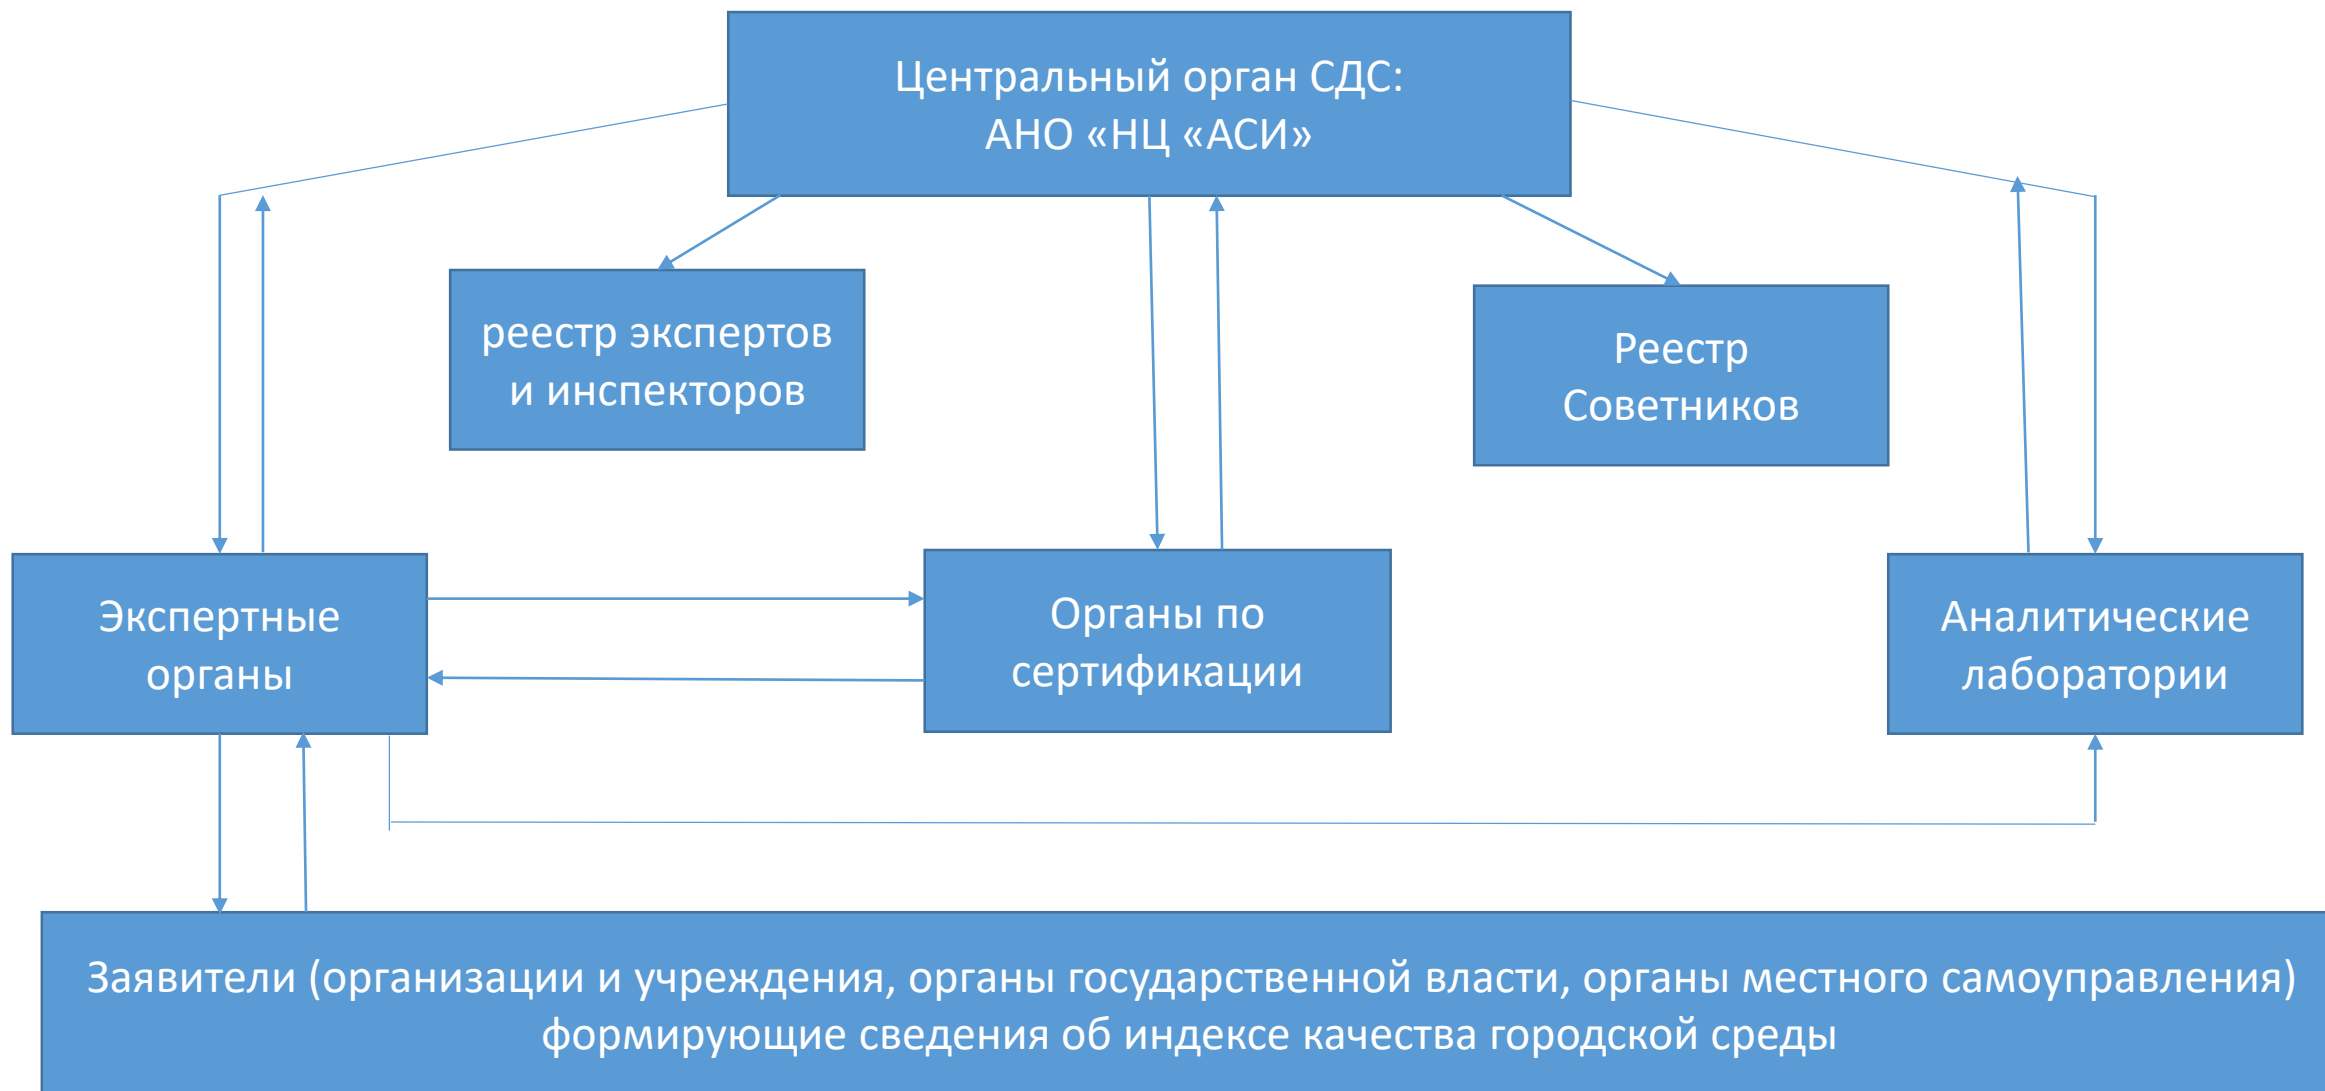 Центральный орган СДС:
АНО «НЦ «АСИ»
реестр экспертов
и инспекторов
Реестр
Советников
Экспертные
органы
Органы по
сертификации
Аналитические
лаборатории
Заявители (организации и учреждения, органы государственной власти, органы местного самоуправления)
формирующие сведения об индексе качества городской среды